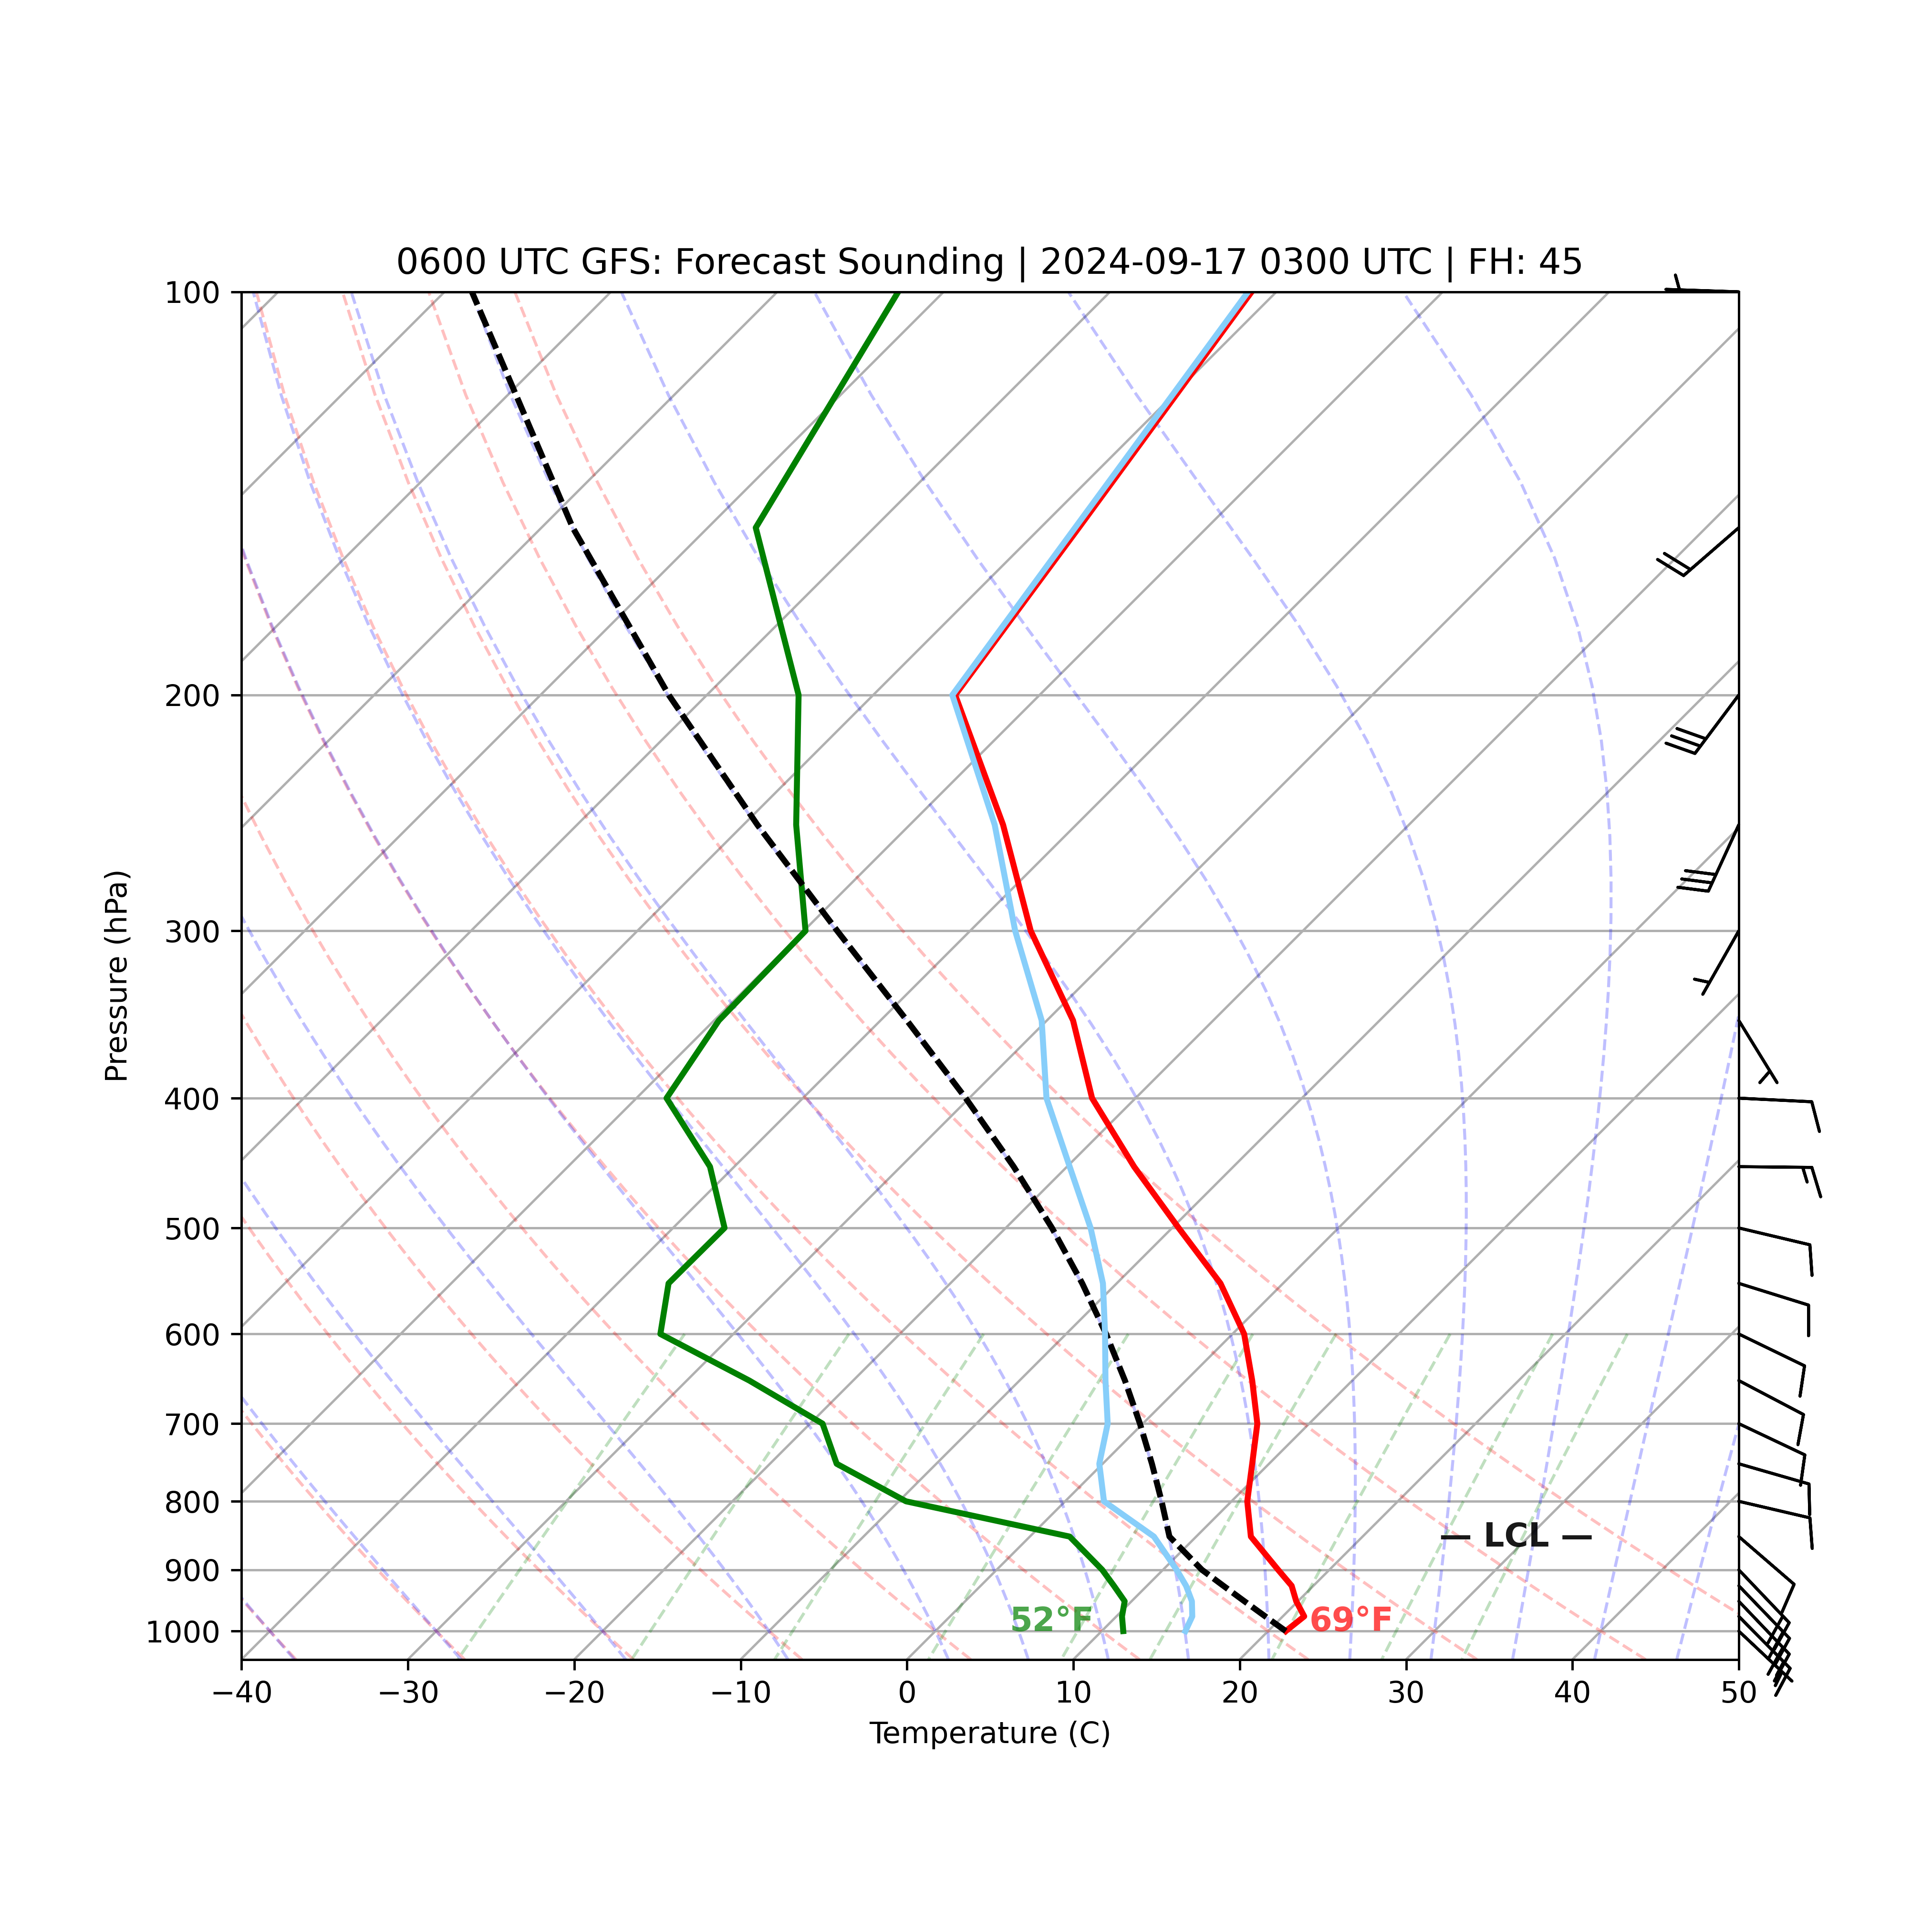 0600 UTC GFS: Forecast Sounding | 2024-09-17 0300 UTC | FH: 45
100
200
300
400
500
600
700
800
900
1000
Pressure (hPa)
— LCL —
52°F
69°F
−40 −30 −20 −10 0 10 20 30 40 50
Temperature (C)